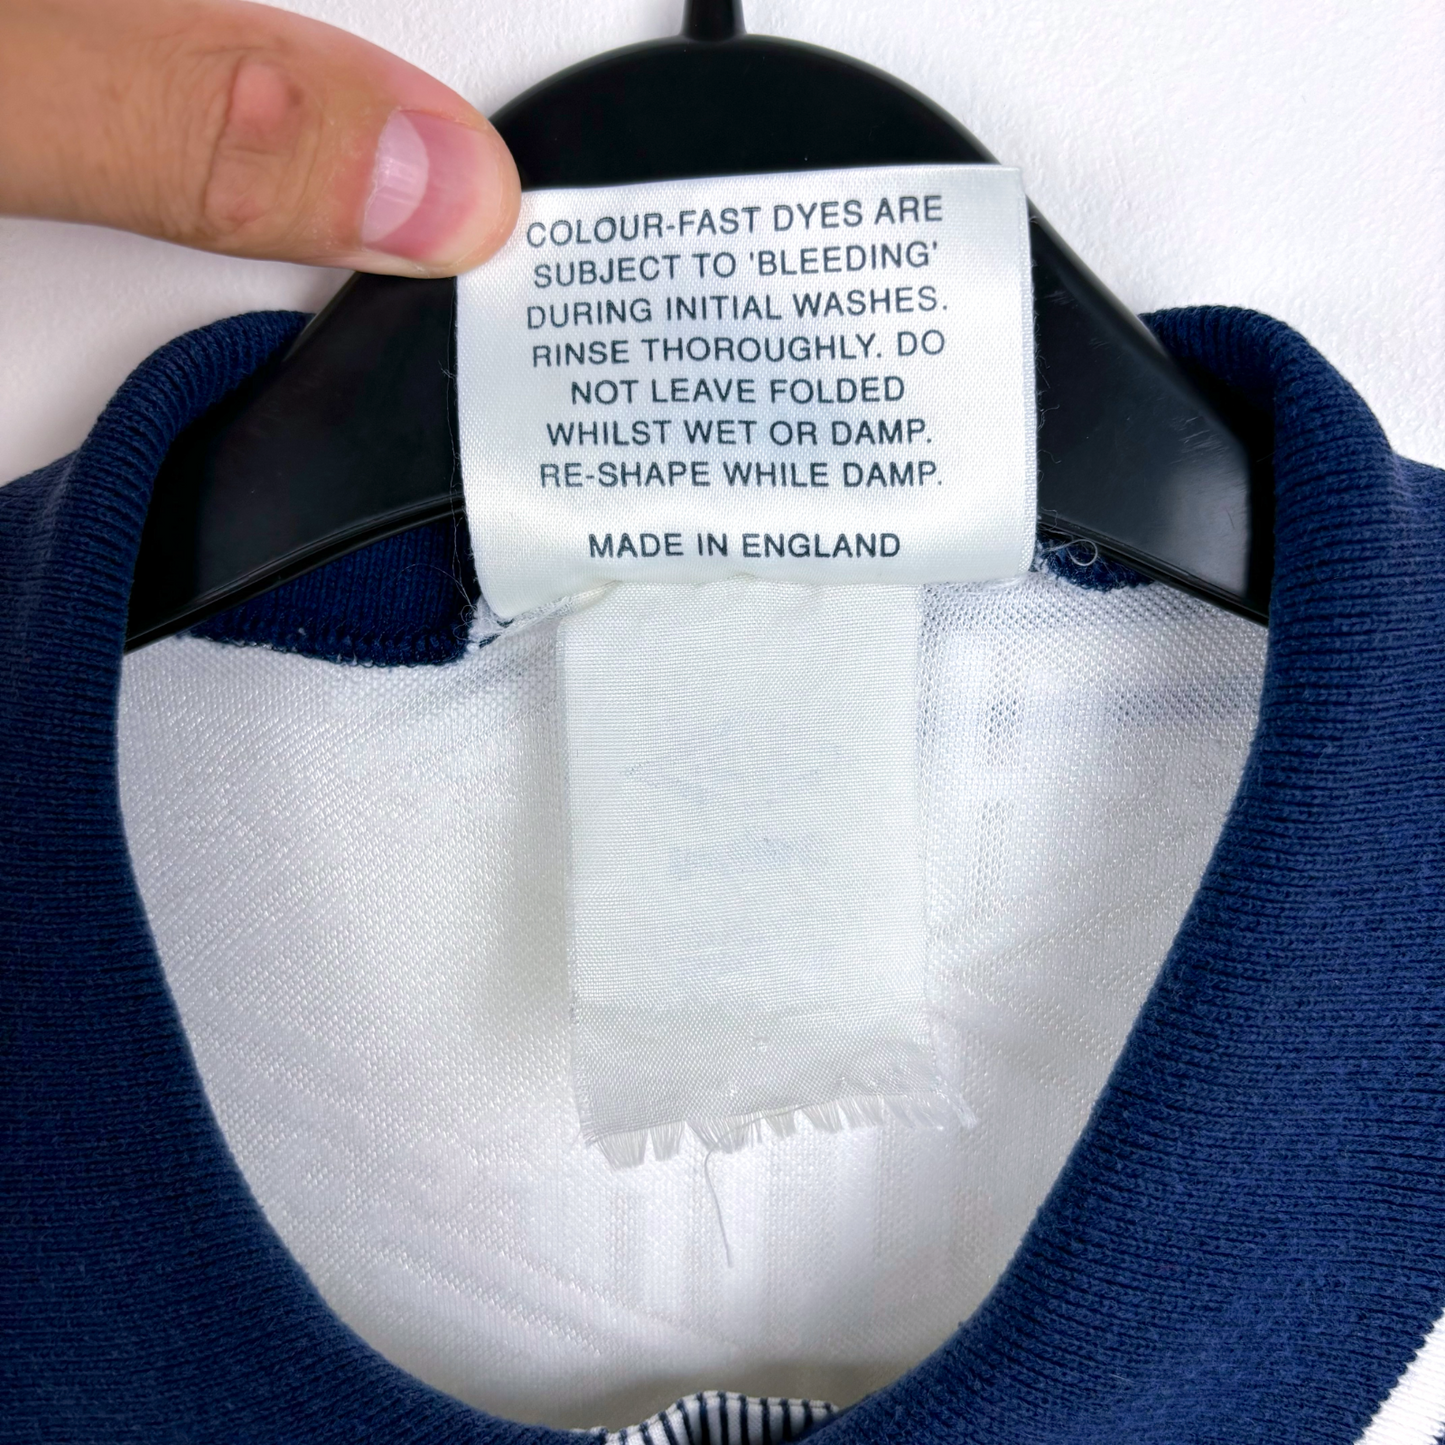 COLOUR-FAST DYES ARE
SUBJECT TO 'BLEEDING'
DURING INITIAL WASHES.
RINSE THOROUGHLY. DO
NOT LEAVE FOLDED
WHILST WET OR DAMP.
RE-SHAPE WHILE DAMP.
MADE IN ENGLAND